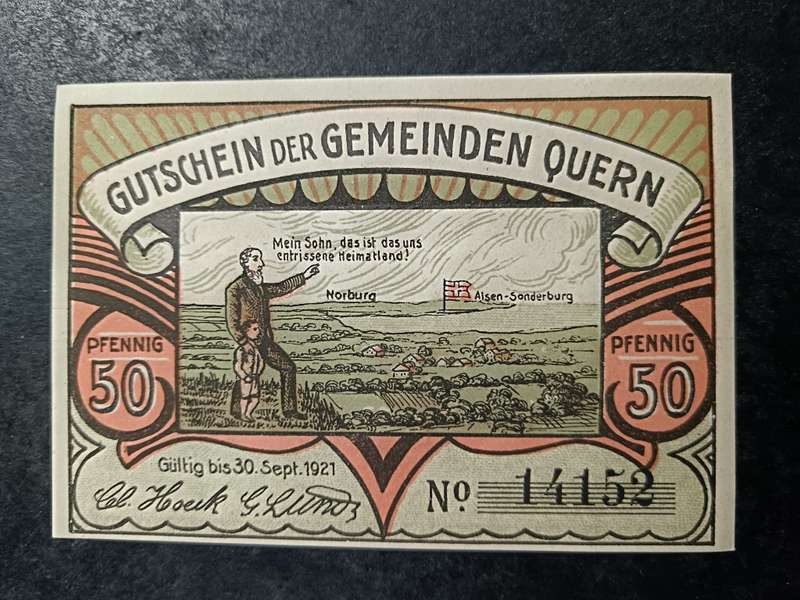 GUTSCHEIN DER GEMEINDEN QUERN
Mein Sohn, das ist das uns
entrissene Heimatland!
Norburg
Alsen-Sonderburg
PFENNIG
50
PFENNIG
50
Gültig bis 30. Sept. 1921
No 14152